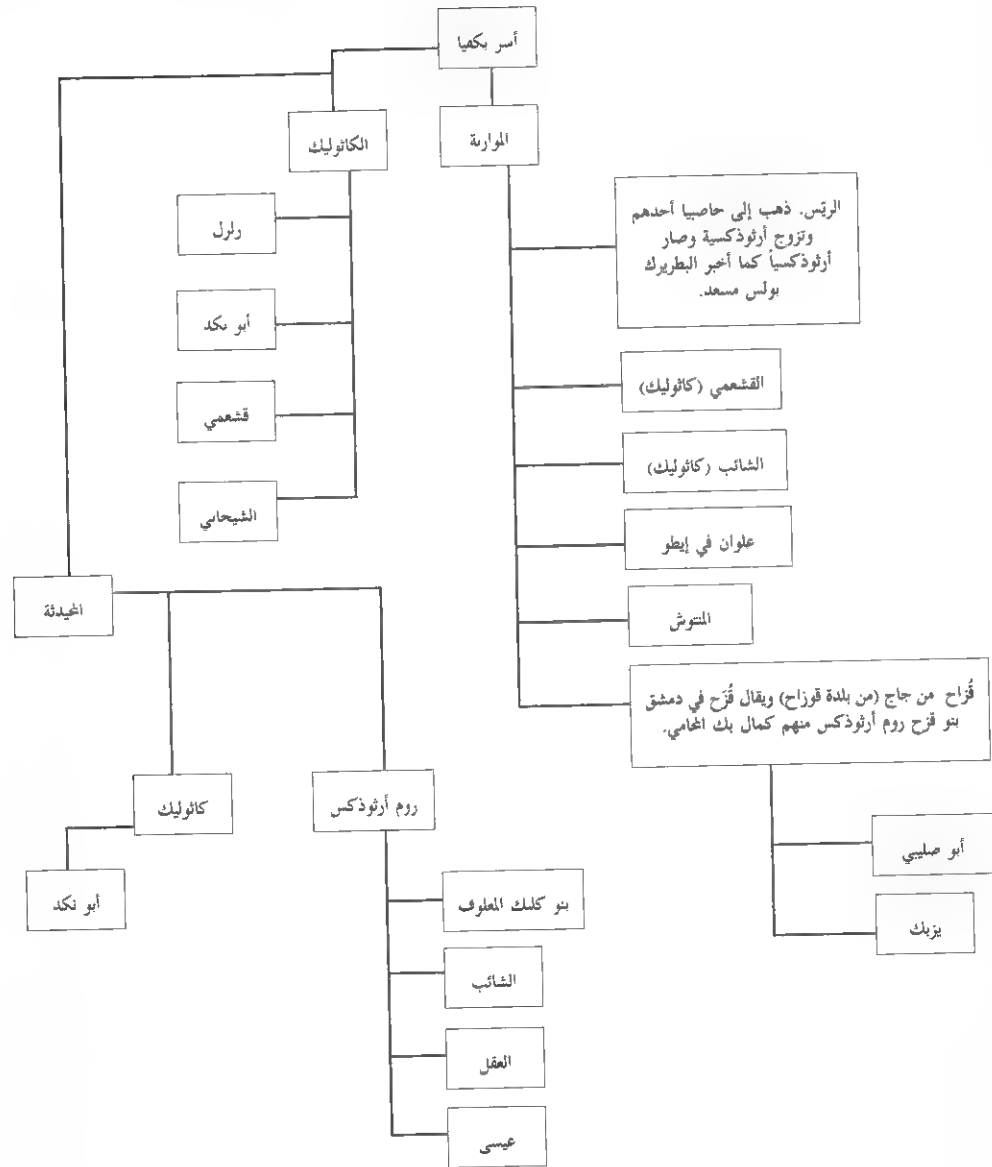 أسر بكفيا
الموارنة
الريّس. ذهب إلى حاصبيا أحدهم
وتزوج أرثوذكسية وصار
أرثوذكسياً كما أخبر البطريرك
بولس مسعد.
القشعمي (كاثوليك)
الشائب (كاثوليك)
علوان في إيطو
المنتوش
قُزاح من جاج (من بلدة قوزاح) ويقال قُزَح في دمشق
بنو قزح روم أرثوذكس منهم كمال بك المحامي.
أبو صليبي
يزبك
الكاثوليك
زلزل
أبو نكد
قشعمي
الشيحاني
المحيدثة
روم أرثوذكس
بنو كلنك المعلوف
الشائب
العقل
عيسى
كاثوليك
أبو نكد